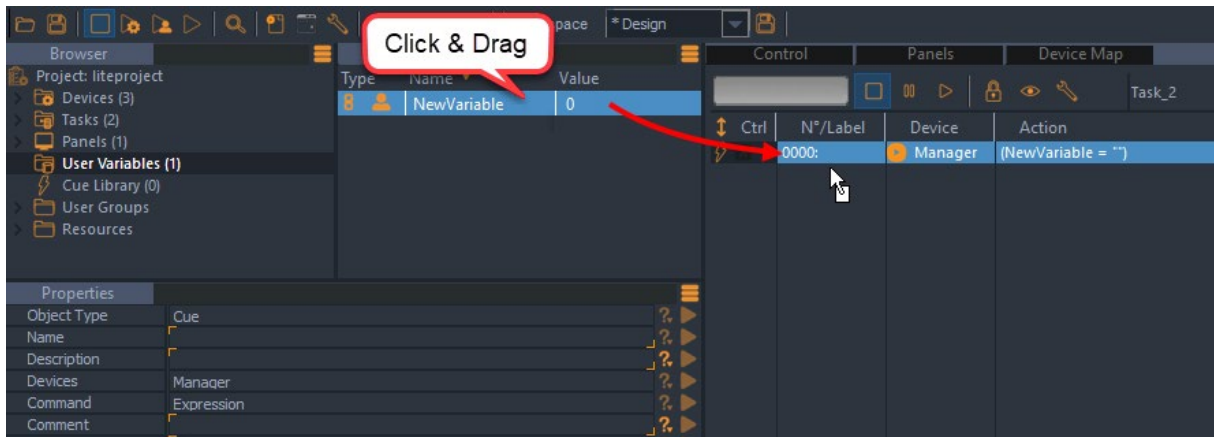 pace
* Design
Click & Drag
Browser
Project: liteproject
Devices (3)
Tasks (2)
Panels (1)
User Variables (1)
Cue Library (0)
User Groups
Resources
Type Name Value
NewVariable 0
Control Panels Device Map
Task_2
Ctrl N°/Label Device Action
0000: Manager (NewVariable = "")
Properties
Object Type Cue
Name
Description
Devices Manager
Command Expression
Comment